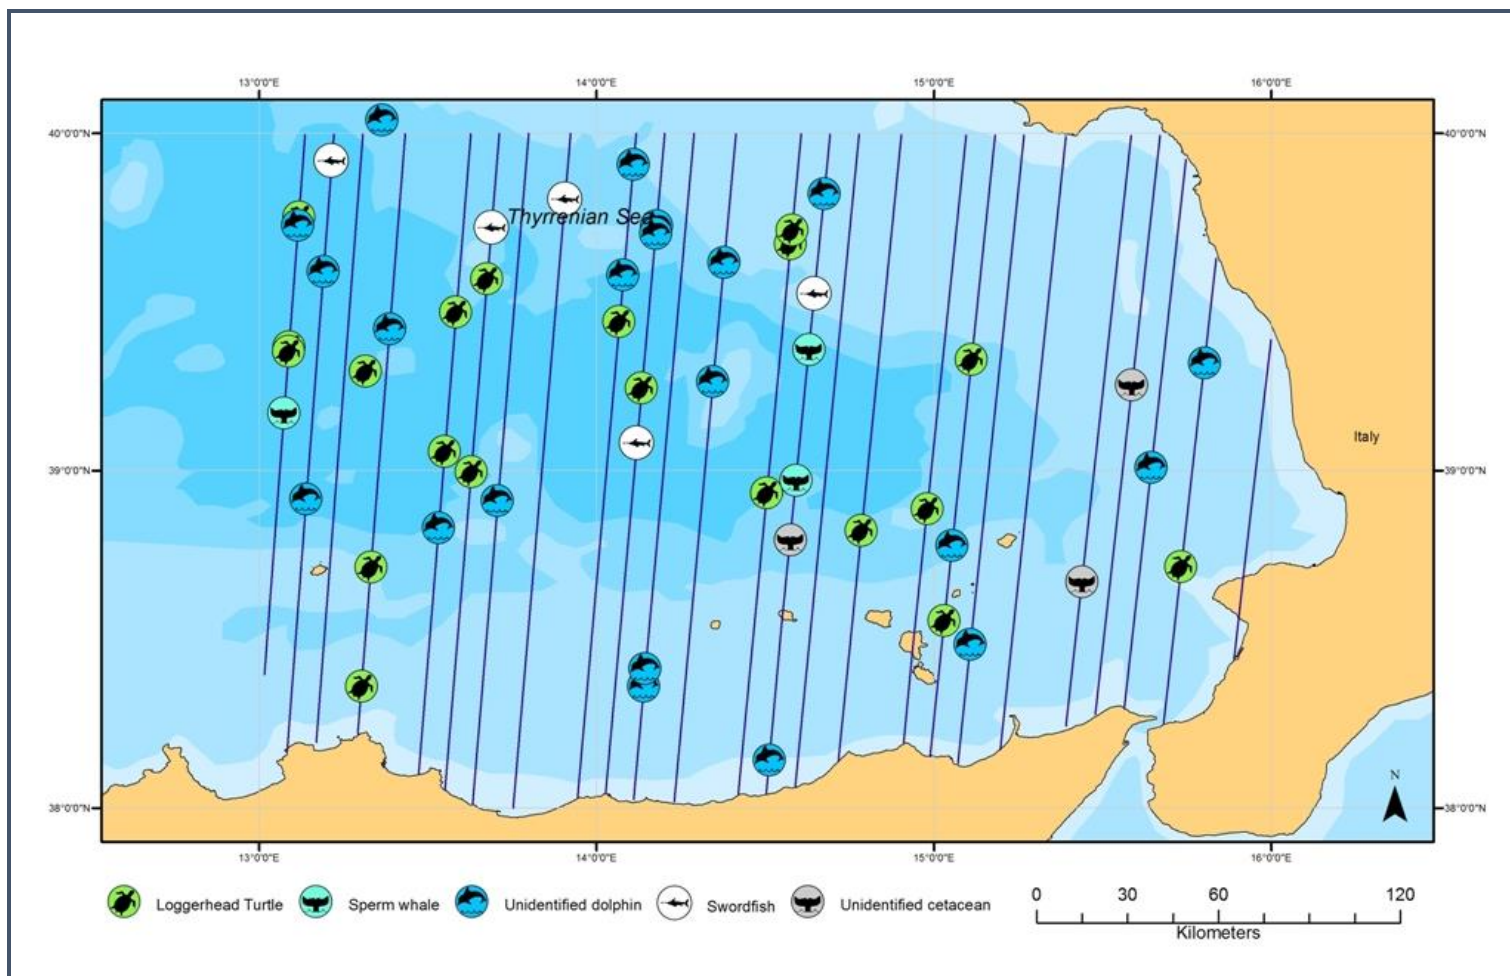 13°0'0"E 14°0'0"E 15°0'0"E 16°0'0"E
40°0'0"N 40°0'0"N
Thyrrenian Sea
Italy
39°0'0"N 39°0'0"N
N
38°0'0"N 38°0'0"N
13°0'0"E 14°0'0"E 15°0'0"E 16°0'0"E
Loggerhead Turtle Sperm whale Unidentified dolphin Swordfish Unidentified cetacean
0 30 60 120
Kilometers